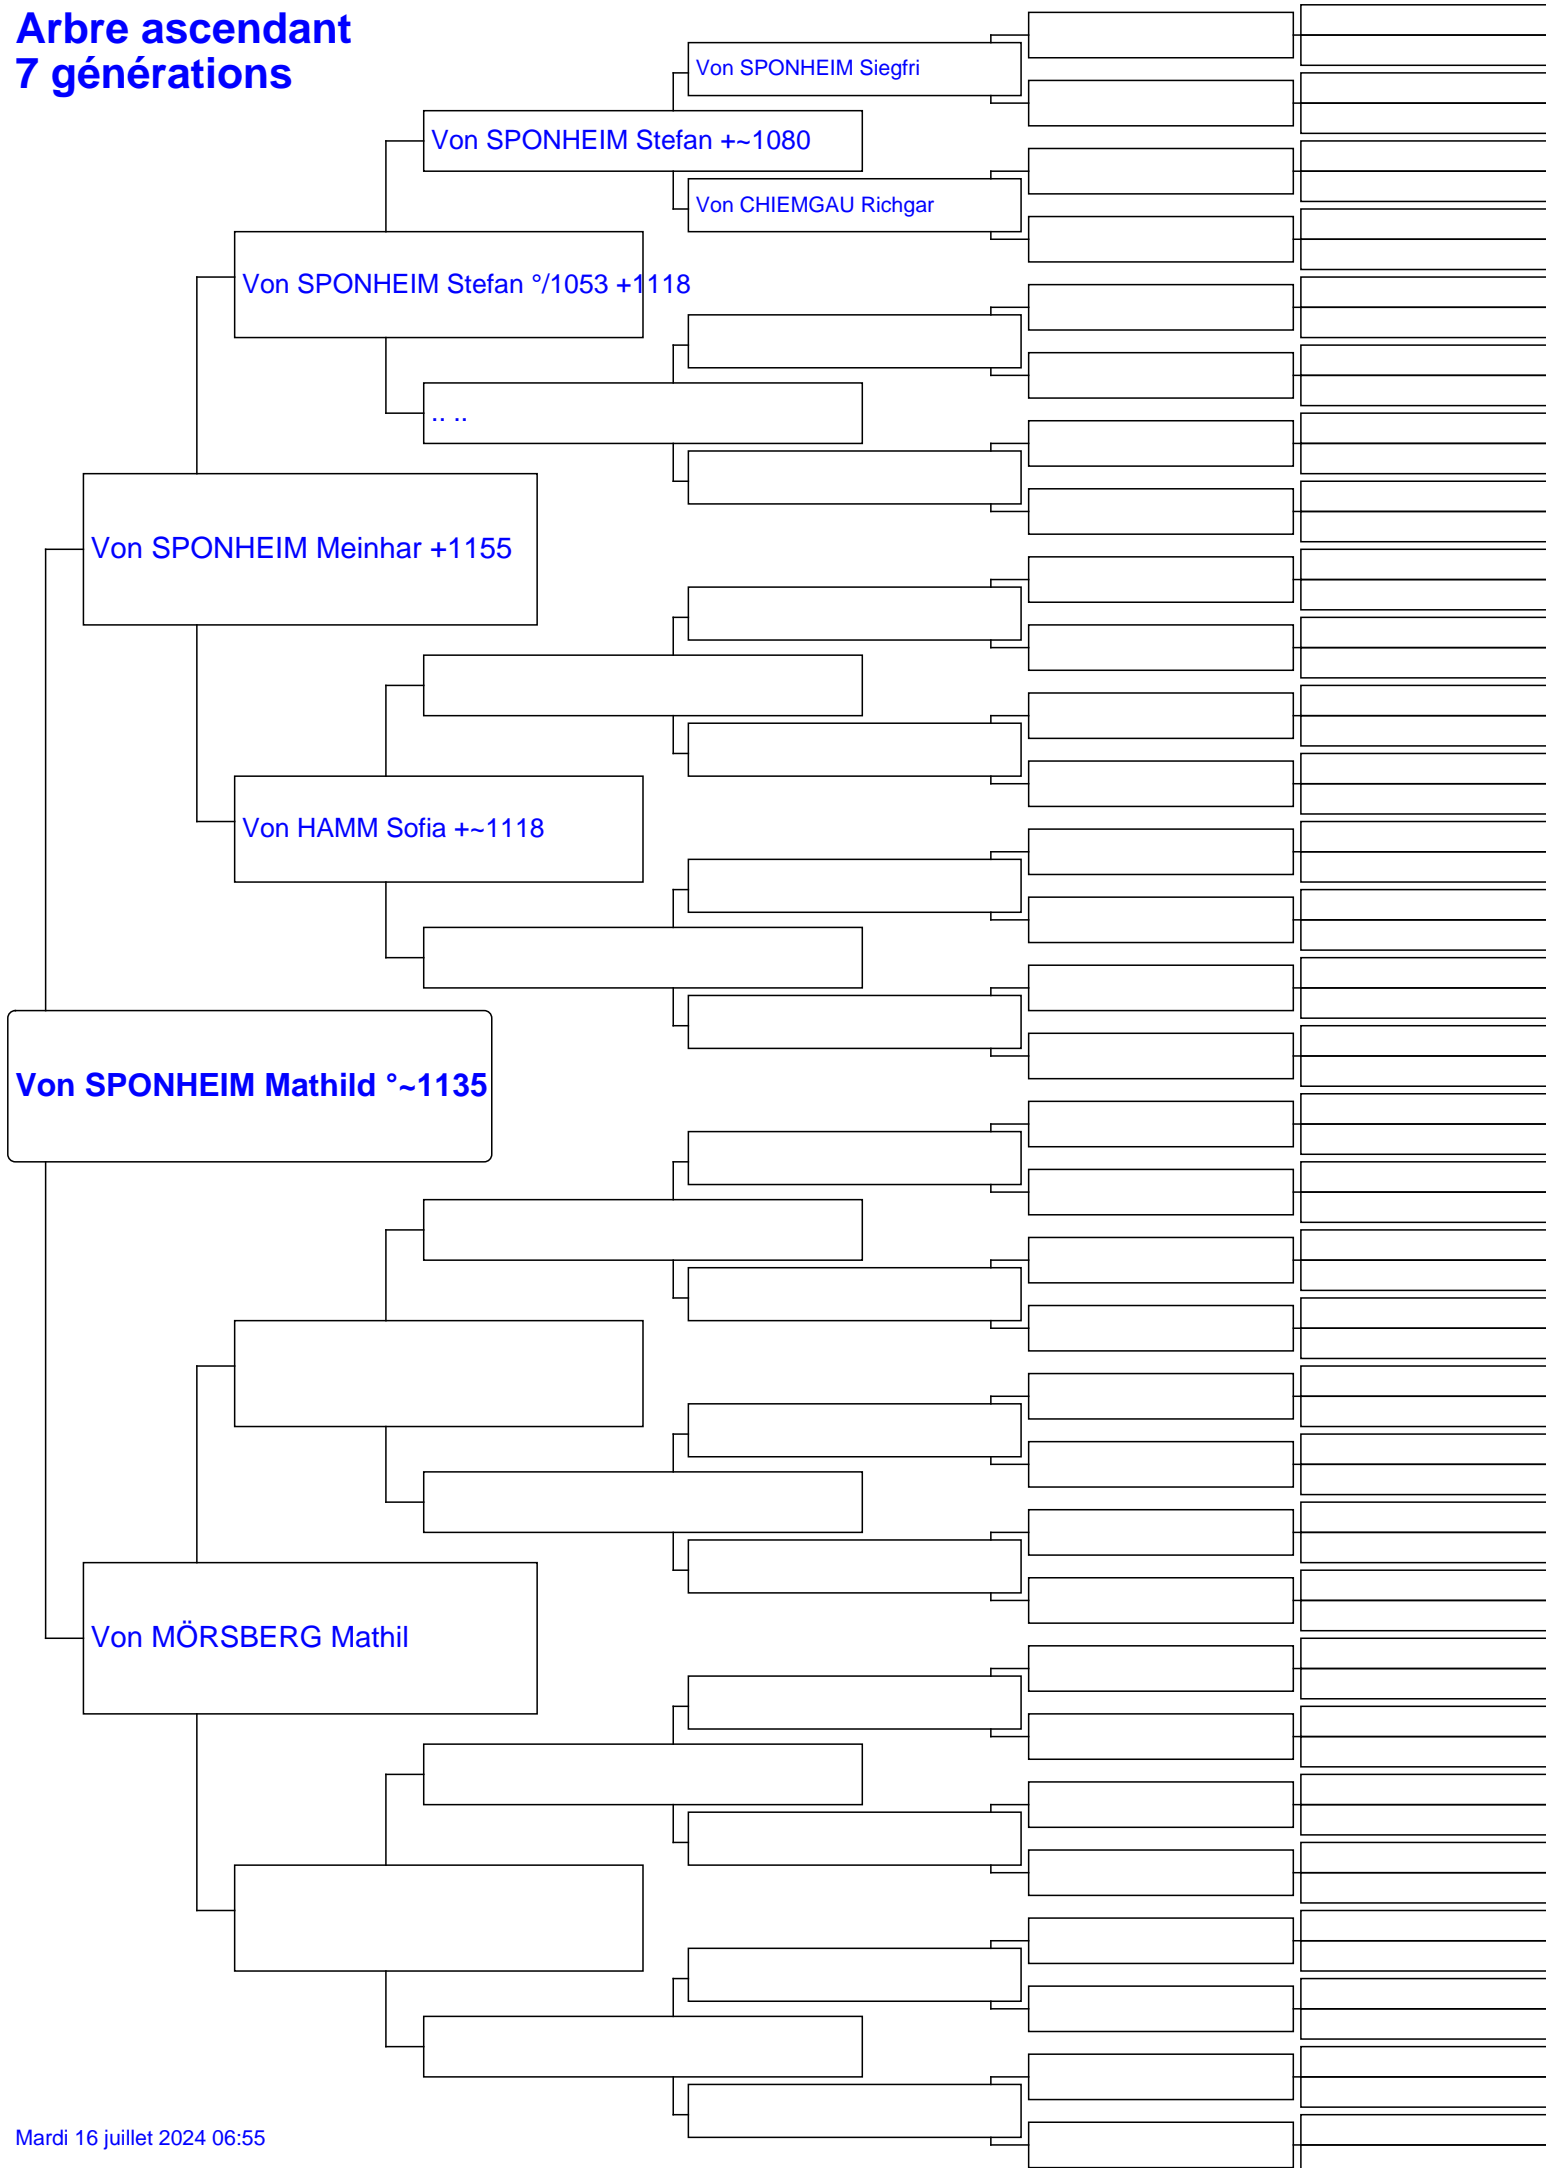 Arbre ascendant
7 générations
Von SPONHEIM Siegfri
Von SPONHEIM Stefan +~1080
Von CHIEMGAU Richgar
Von SPONHEIM Stefan °/1053 +1118
.. ..
Von SPONHEIM Meinhar +1155
Von HAMM Sofia +~1118
Von SPONHEIM Mathild °~1135
Von MÖRSBERG Mathil
Mardi 16 juillet 2024 06:55